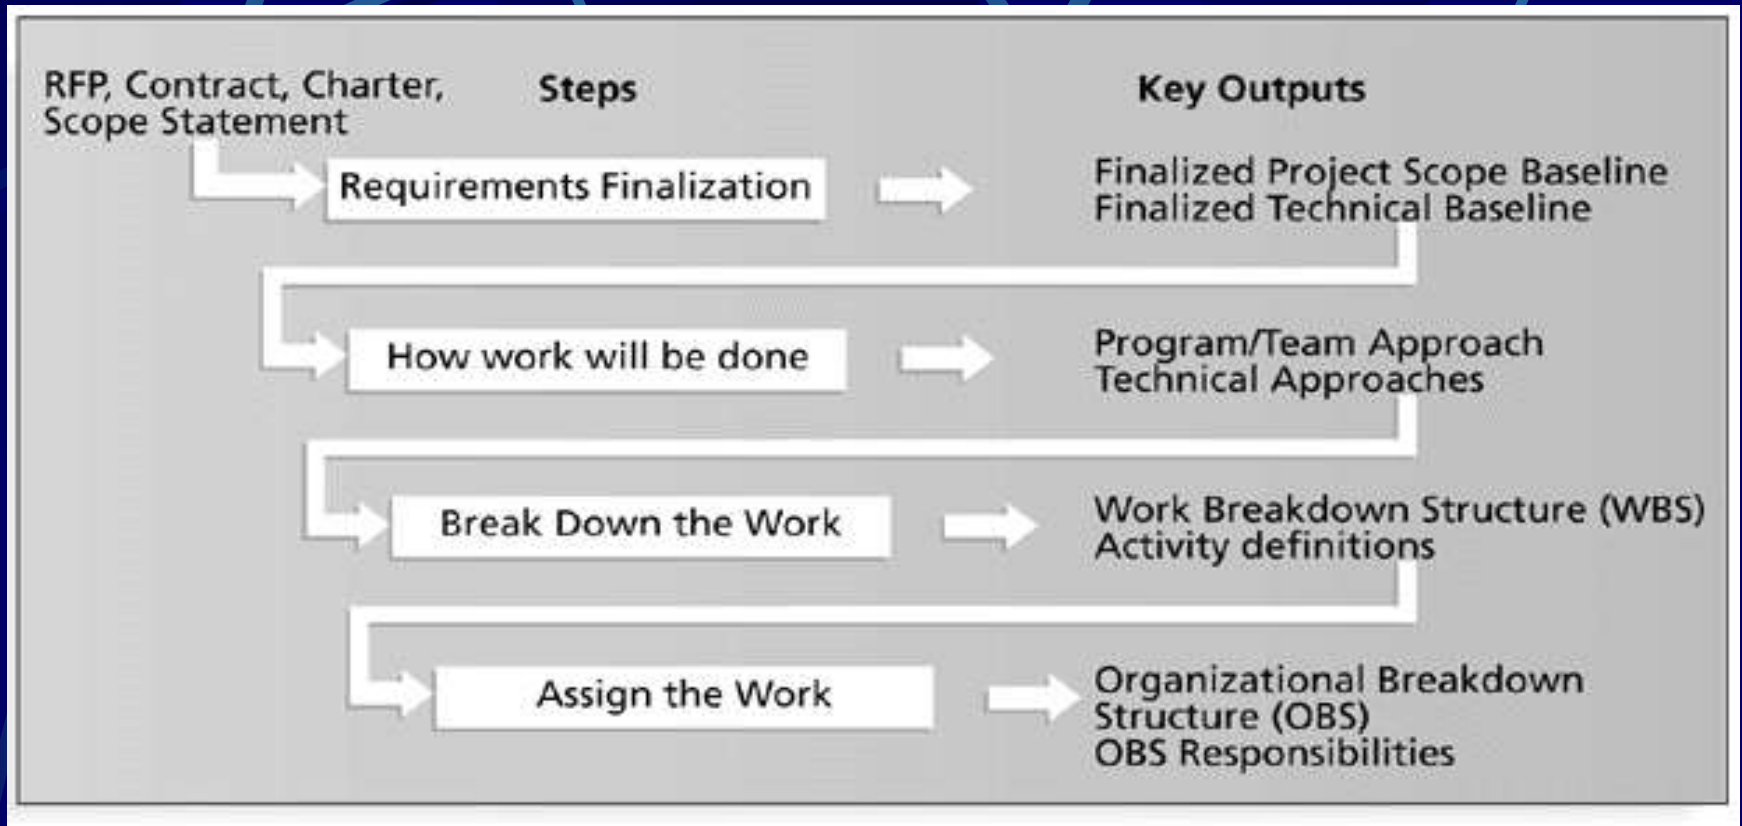 RFP, Contract, Charter,
Scope Statement
Steps
Key Outputs
Requirements Finalization
Finalized Project Scope Baseline
Finalized Technical Baseline
How work will be done
Program/Team Approach
Technical Approaches
Break Down the Work
Work Breakdown Structure (WBS)
Activity definitions
Assign the Work
Organizational Breakdown
Structure (OBS)
OBS Responsibilities